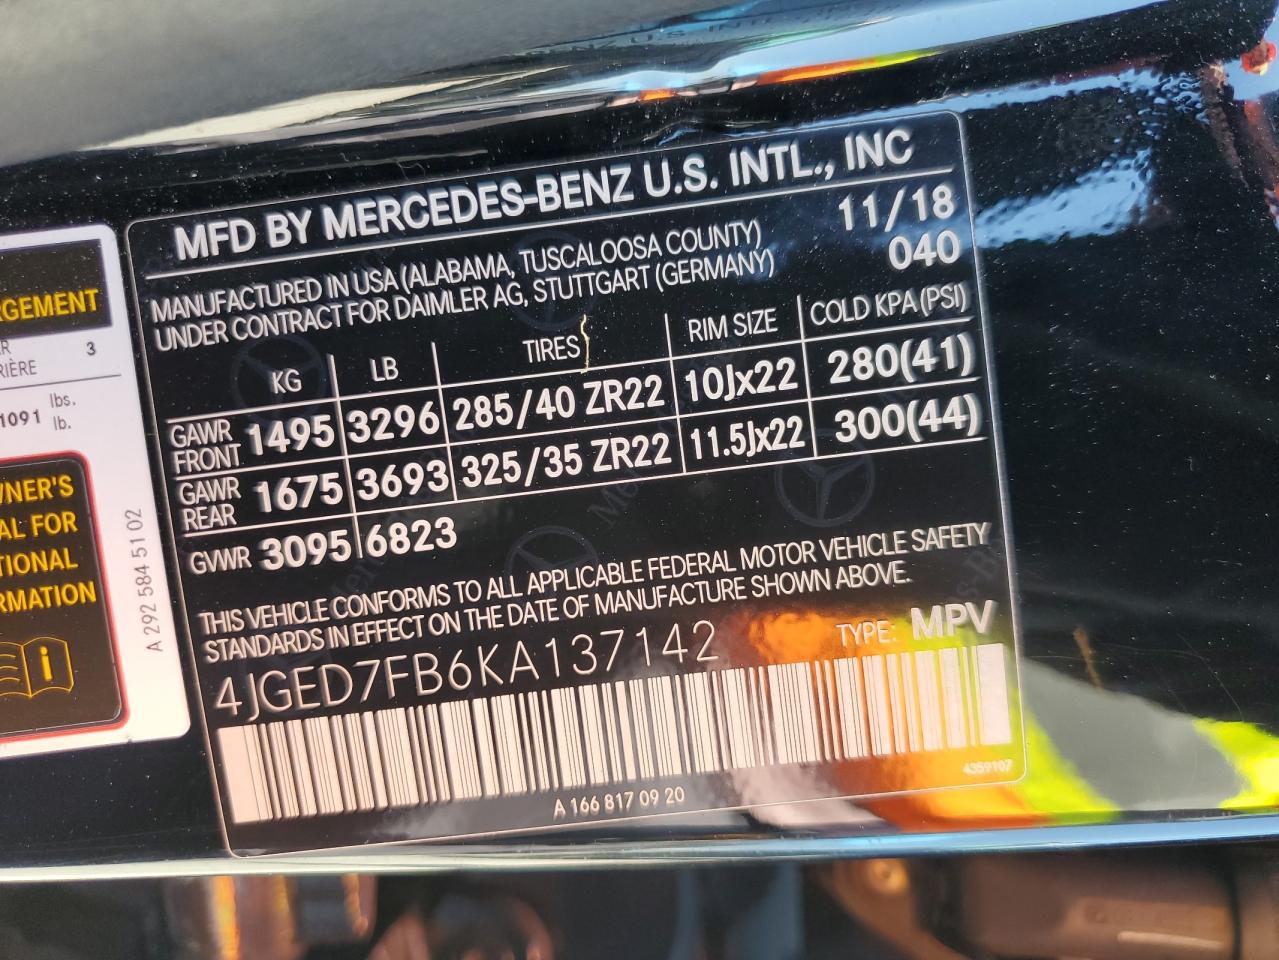 RGEMENT
3
RIÈRE
1091 lbs.
lb.
WNER'S
AL FOR
TIONAL
RMATION
i
A 292 584 51 02
MFD BY MERCEDES-BENZ U.S. INTL., INC
MANUFACTURED IN USA (ALABAMA, TUSCALOOSA COUNTY) 11/18
UNDER CONTRACT FOR DAIMLER AG, STUTTGART (GERMANY) 040
KG LB TIRES RIM SIZE COLD KPA (PSI)
GAWR FRONT 1495 3296 285/40 ZR22 10Jx22 280(41)
GAWR REAR 1675 3693 325/35 ZR22 11.5Jx22 300(44)
GVWR 3095 6823
THIS VEHICLE CONFORMS TO ALL APPLICABLE FEDERAL MOTOR VEHICLE SAFETY
STANDARDS IN EFFECT ON THE DATE OF MANUFACTURE SHOWN ABOVE.
4JGED7FB6KA137142 TYPE: MPV
4359107
A 166 817 09 20